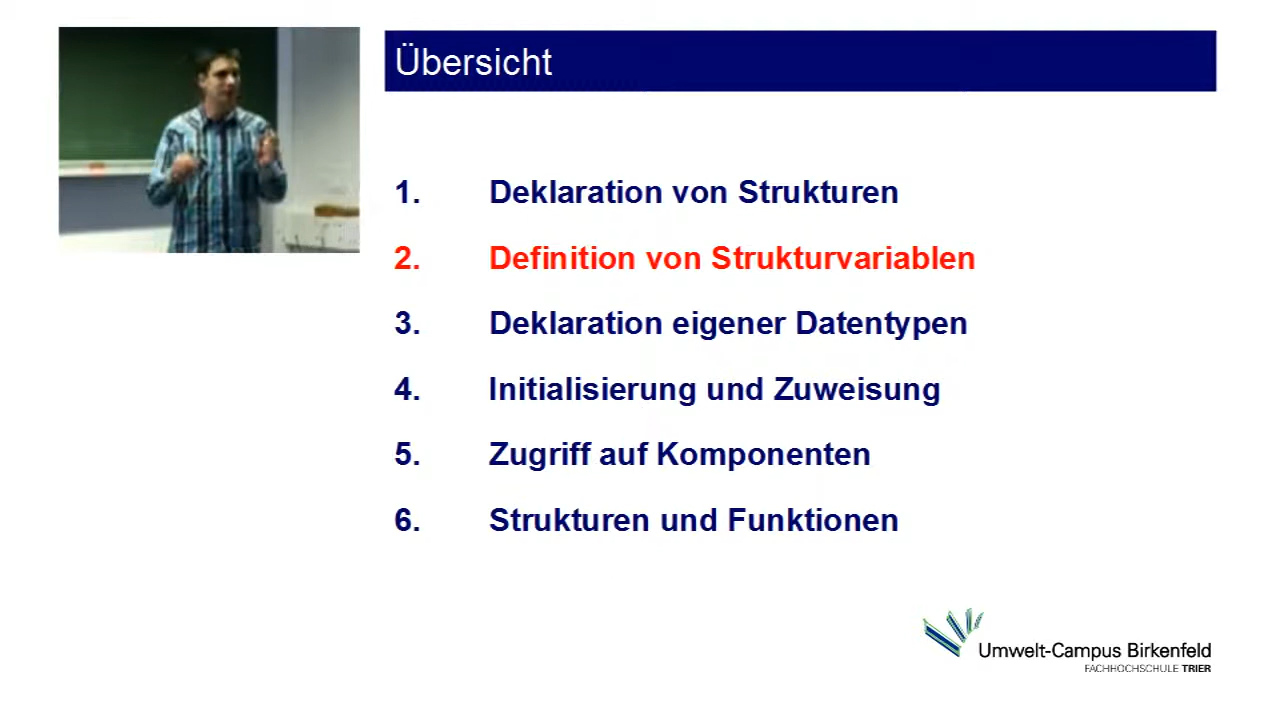 Übersicht
1. Deklaration von Strukturen
2. Definition von Strukturvariablen
3. Deklaration eigener Datentypen
4. Initialisierung und Zuweisung
5. Zugriff auf Komponenten
6. Strukturen und Funktionen
Umwelt-Campus Birkenfeld
FACHHOCHSCHULE TRIER